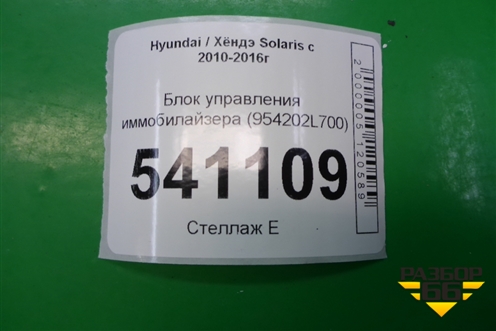 Hyundai / Хёндэ Solaris с
2010-2016г
Блок управления
иммобилайзера (954202L700)
541109
Стеллаж Е
2000005120589
РАЗБОР
66